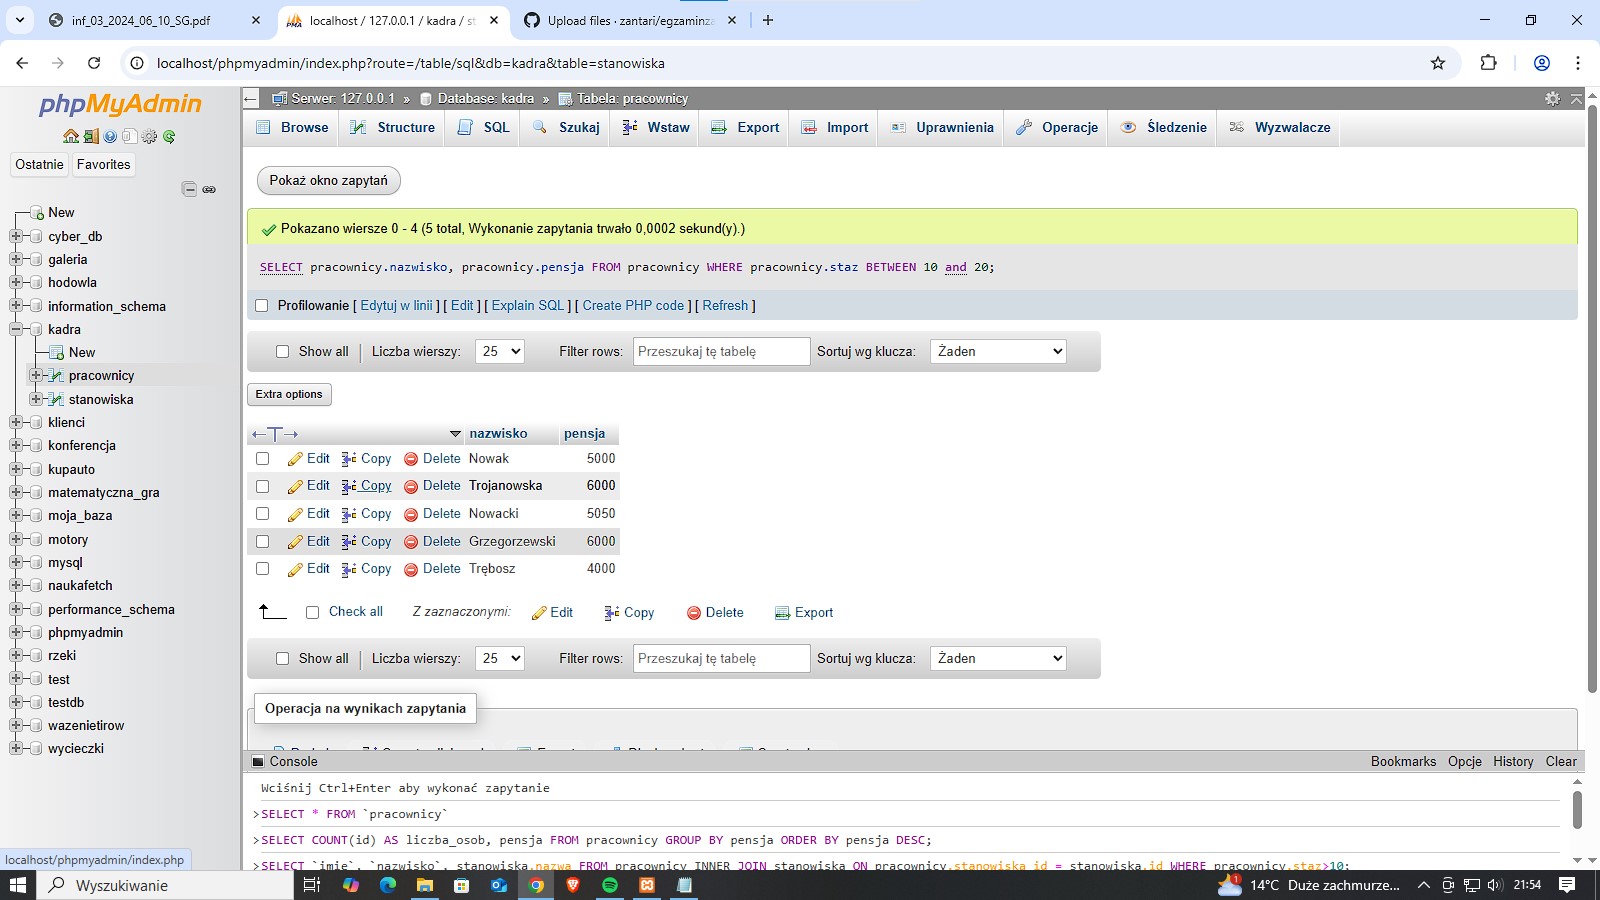 inf_03_2024_06_10_SG.pdf
localhost / 127.0.0.1 / kadra / st
Upload files · zantari/egzamin
localhost/phpmyadmin/index.php?route=/table/sql&db=kadra&table=stanowiska
phpMyAdmin
Ostatnie Favorites
New
cyber_db
galeria
hodowla
information_schema
kadra
New
pracownicy
stanowiska
klienci
konferencja
kupauto
matematyczna_gra
moja_baza
motory
mysql
naukafetch
performance_schema
phpmyadmin
rzeki
test
testdb
wazenietirow
wycieczki
localhost/phpmyadmin/index.php
Serwer: 127.0.0.1 » Database: kadra » Tabela: pracownicy
Browse Structure SQL Szukaj Wstaw Export Import Uprawnienia Operacje Śledzenie Wyzwalacze
Pokaż okno zapytań
Pokazano wiersze 0 - 4 (5 total, Wykonanie zapytania trwało 0,0002 sekund(y).)
SELECT pracownicy.nazwisko, pracownicy.pensja FROM pracownicy WHERE pracownicy.staz BETWEEN 10 and 20;
Profilowanie [ Edytuj w linii ] [ Edit ] [ Explain SQL ] [ Create PHP code ] [ Refresh ]
Show all | Liczba wierszy: 25 Filter rows: Przeszukaj tę tabelę Sortuj wg klucza: Żaden
Extra options
←T→ nazwisko pensja
Edit Copy Delete Nowak 5000
Edit Copy Delete Trojanowska 6000
Edit Copy Delete Nowacki 5050
Edit Copy Delete Grzegorzewski 6000
Edit Copy Delete Trębosz 4000
Check all Z zaznaczonymi: Edit Copy Delete Export
Show all | Liczba wierszy: 25 Filter rows: Przeszukaj tę tabelę Sortuj wg klucza: Żaden
Operacja na wynikach zapytania
Console Bookmarks Opcje History Clear
Wciśnij Ctrl+Enter aby wykonać zapytanie
>SELECT * FROM `pracownicy`
>SELECT COUNT(id) AS liczba_osob, pensja FROM pracownicy GROUP BY pensja ORDER BY pensja DESC;
>SELECT `imie`, `nazwisko`, stanowiska.nazwa FROM pracownicy INNER JOIN stanowiska ON pracownicy.stanowiska_id = stanowiska.id WHERE pracownicy.staz>10;
Wyszukiwanie
1
14°C Duże zachmurze... 21:54